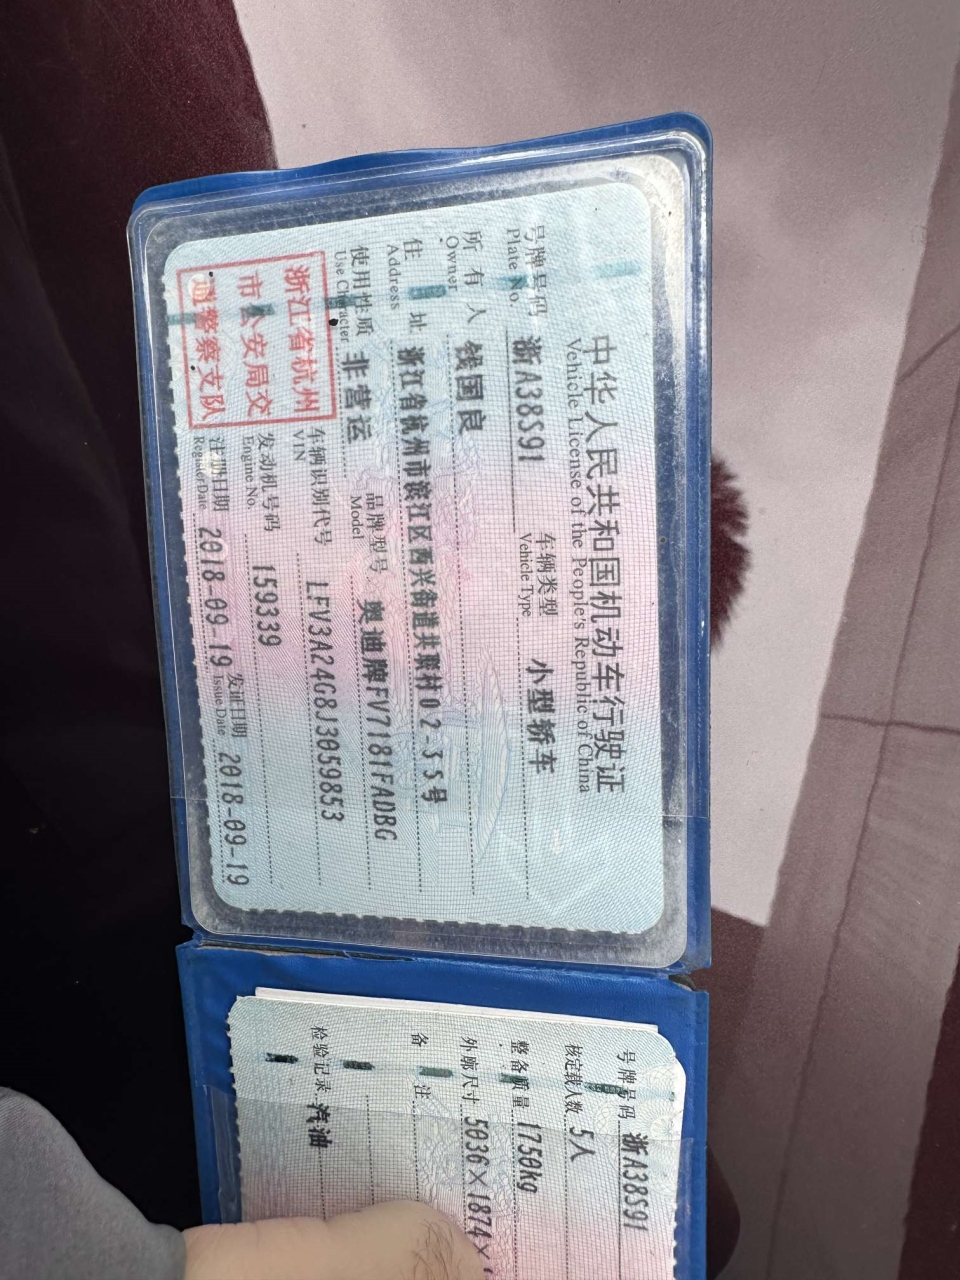 中华人民共和国机动车行驶证
Vehicle License of the People's Republic of China
号牌号码 浙A38S91 车辆类型 小型轿车
Plate No. Vehicle Type
所有人 钱国良
Owner
住址 浙江省杭州市滨江区西兴街道共联村02-35号
Address
使用性质 非营运 品牌型号 奥迪牌FV7181FADBG
Use Character Model
浙江省杭州
市公安局交
通警察支队
车辆识别代号 LFV3A24G8J3059853
VIN
发动机号码 159339
Engine No.
注册日期 2018-09-19 发证日期 2018-09-19
Register Date Issue Date
号牌号码 浙A38S91
核定载人数 5人
整备质量 1750kg
外廓尺寸 5036×1874×
备注
检验记录 汽油